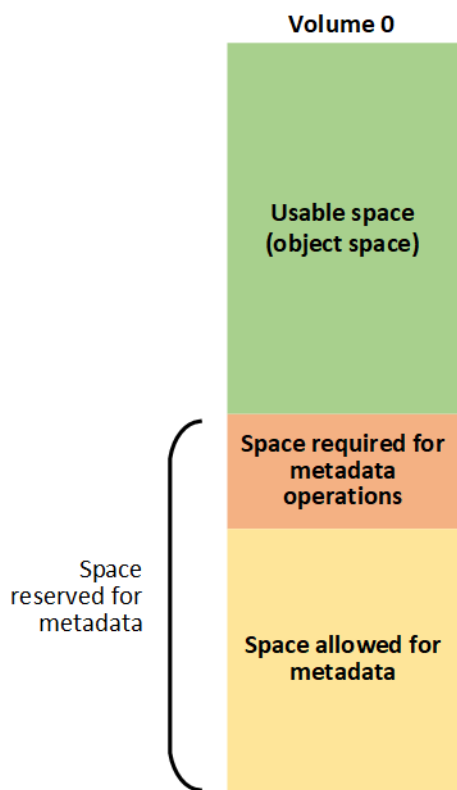 Volume 0
Usable space
(object space)
Space required for
metadata
operations
Space
reserved for
metadata
Space allowed for
metadata